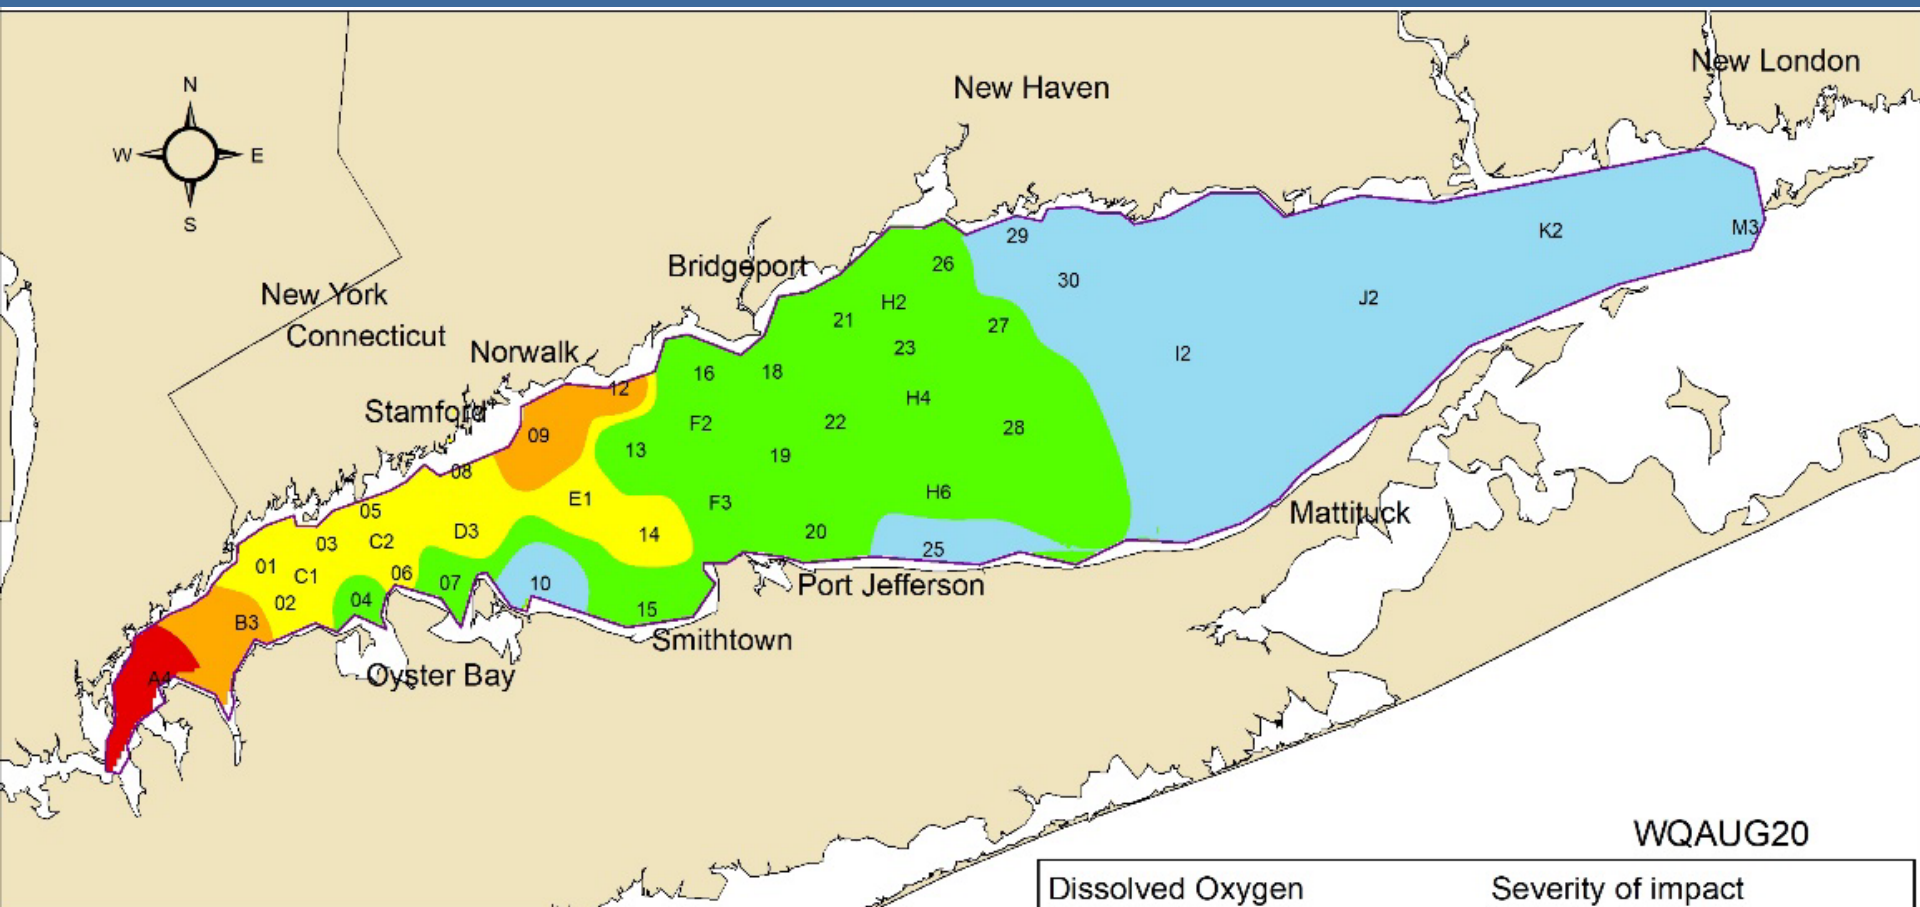 New London
N
New Haven
W
E
S
K2
M3
29
26
Bridgeport
30
New York
J2
H2
21
27
Connecticut
23
Norwalk
I2
16
18
12
H4
Stamford
F2
22
28
09
13
19
08
E1
H6
F3
05
Mattituck
D3
20
14
C2
03
25
01
C1
06
07
10
Port Jefferson
04
02
15
B3
Smithtown
A4
Oyster Bay
WQAUG20
Dissolved Oxygen Severity of impact